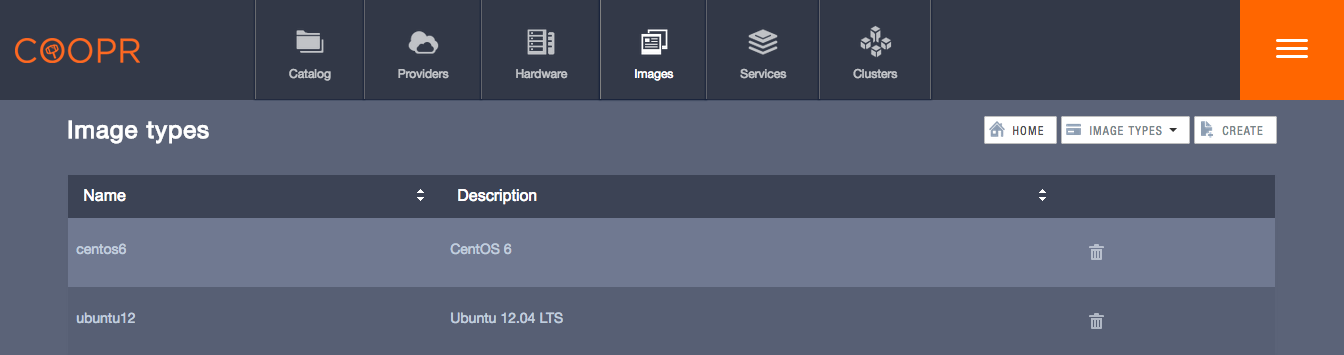 COOPR
Catalog Providers Hardware Images Services Clusters
Image types
HOME IMAGE TYPES CREATE
Name Description
centos6 CentOS 6
ubuntu12 Ubuntu 12.04 LTS